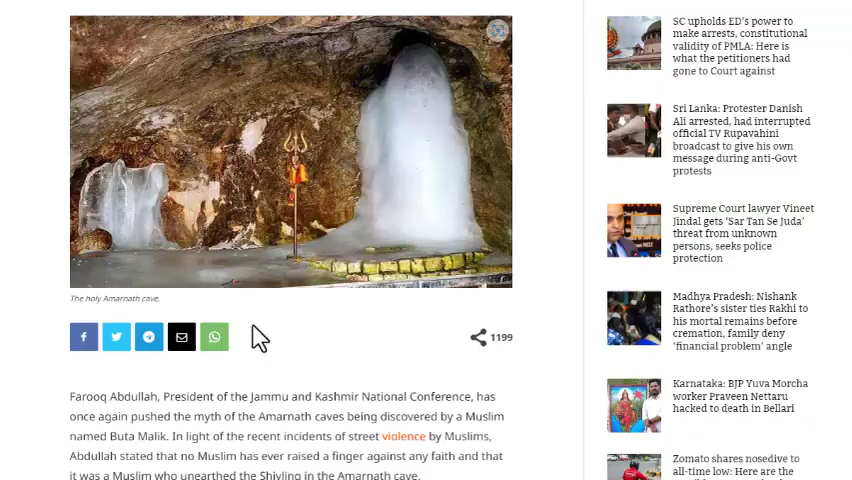 The holy Amarnath cave.
1199
Farooq Abdullah, President of the Jammu and Kashmir National Conference, has
once again pushed the myth of the Amarnath caves being discovered by a Muslim
named Buta Malik. In light of the recent incidents of street violence by Muslims,
Abdullah stated that no Muslim has ever raised a finger against any faith and that
it was a Muslim who unearthed the Shivling in the Amarnath cave.
SC upholds ED's power to
make arrests, constitutional
validity of PMLA: Here is
what the petitioners had
gone to Court against
Sri Lanka: Protester Danish
Ali arrested, had interrupted
official TV Rupavahini
broadcast to give his own
message during anti-Govt
protests
Supreme Court lawyer Vineet
Jindal gets 'Sar Tan Se Juda'
threat from unknown
persons, seeks police
protection
Madhya Pradesh: Nishank
Rathore's sister ties Rakhi to
his mortal remains before
cremation, family deny
'financial problem' angle
Karnataka: BJP Yuva Morcha
worker Praveen Nettaru
hacked to death in Bellari
Zomato shares nosedive to
all-time low: Here are the